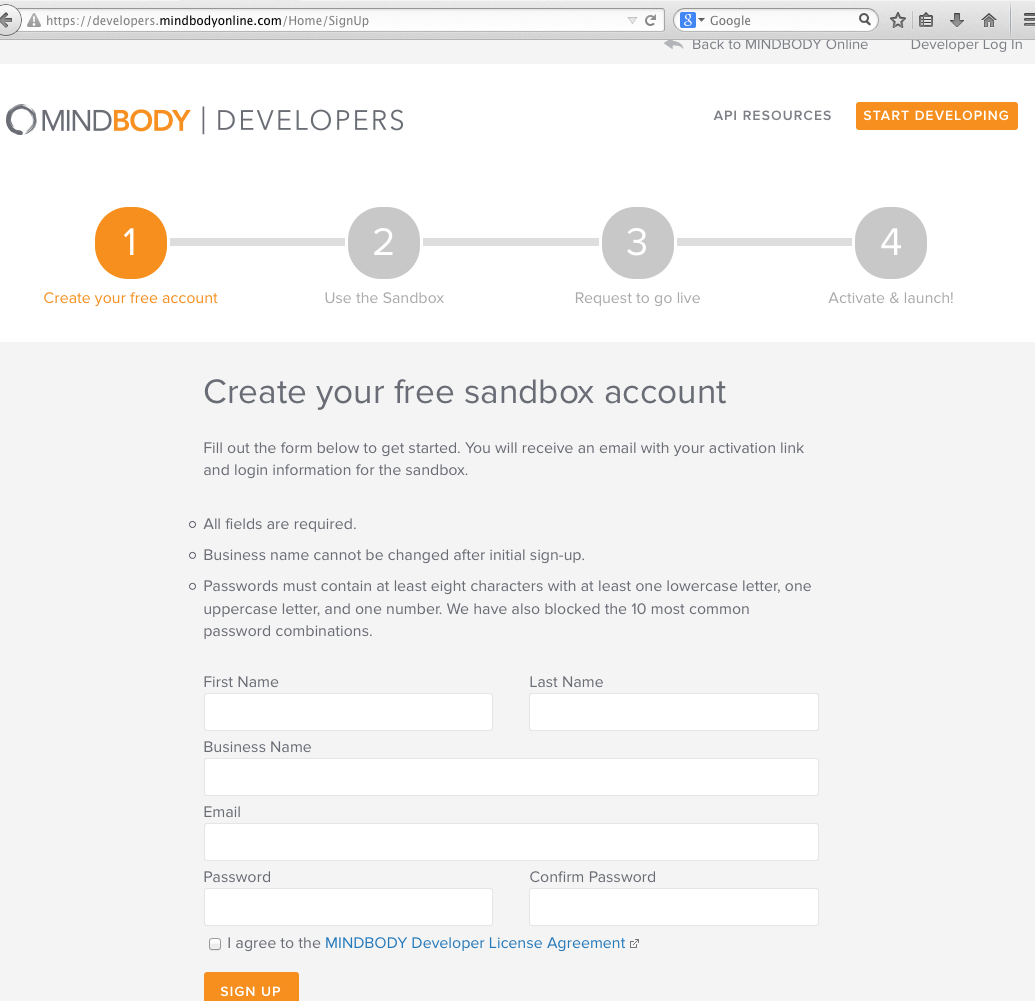 https://developers.mindbodyonline.com/Home/SignUp
8 Google
Back to MINDBODY Online Developer Log In
MINDBODY | DEVELOPERS
API RESOURCES START DEVELOPING
1 2 3 4
Create your free account Use the Sandbox Request to go live Activate & launch!
Create your free sandbox account
Fill out the form below to get started. You will receive an email with your activation link
and login information for the sandbox.
All fields are required.
Business name cannot be changed after initial sign-up.
Passwords must contain at least eight characters with at least one lowercase letter, one
uppercase letter, and one number. We have also blocked the 10 most common
password combinations.
First Name Last Name
Business Name
Email
Password Confirm Password
I agree to the MINDBODY Developer License Agreement
SIGN UP